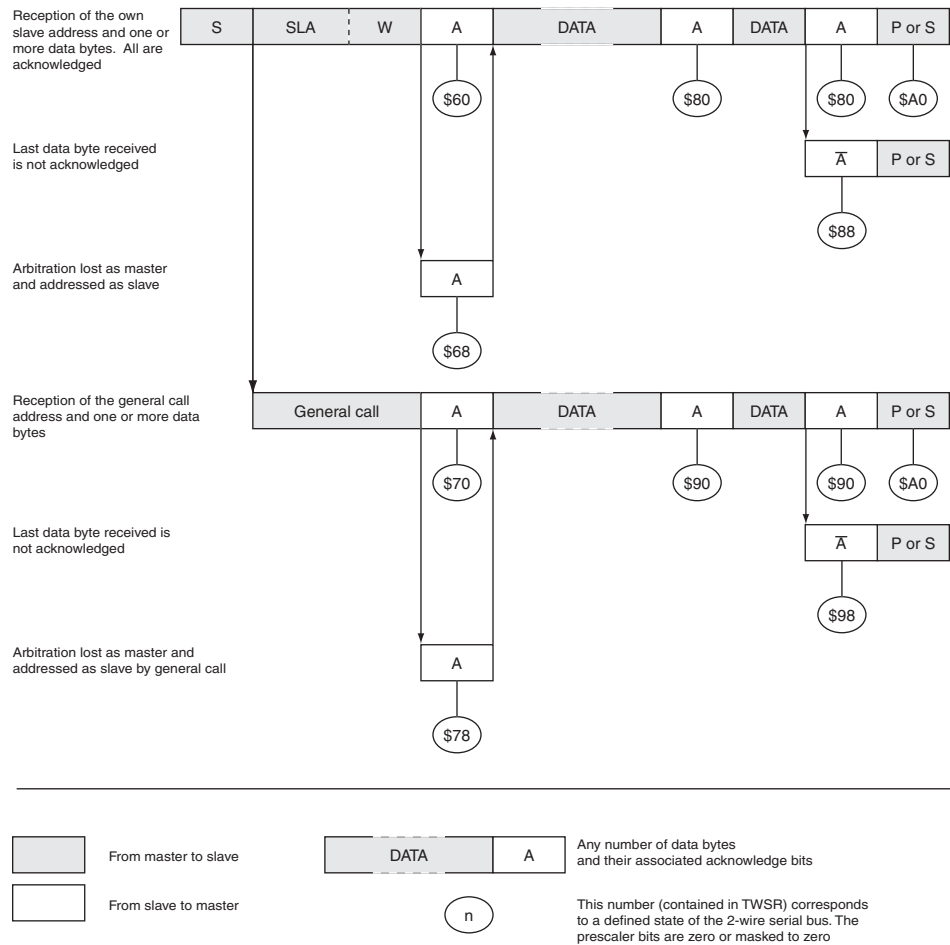 Reception of the own
slave address and one or
more data bytes.  All are
acknowledged
S SLA W A DATA A DATA A P or S
$60 $80 $80 $A0
Last data byte received
is not acknowledged
A̅ P or S
$88
Arbitration lost as master
and addressed as slave
A
$68
Reception of the general call
address and one or more data
bytes
General call A DATA A DATA A P or S
$70 $90 $90 $A0
Last data byte received is
not acknowledged
A̅ P or S
$98
Arbitration lost as master and
addressed as slave by general call
A
$78
From master to slave
DATA A
Any number of data bytes
and their associated acknowledge bits
From slave to master
n
This number (contained in TWSR) corresponds
to a defined state of the 2-wire serial bus. The
prescaler bits are zero or masked to zero